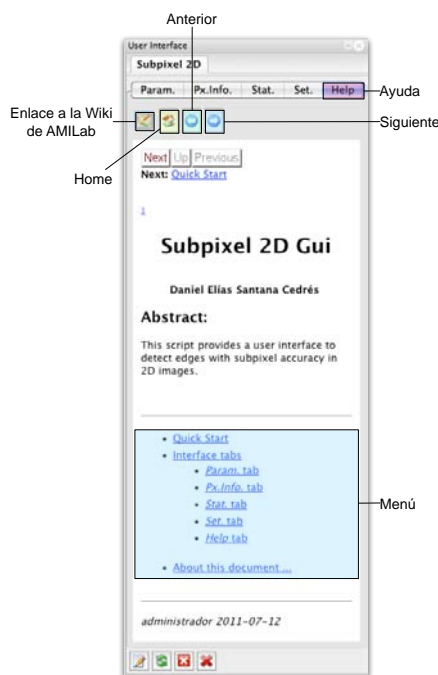 Anterior
User Interface
Subpixel 2D
Param. Px.Info. Stat. Set. Help
Ayuda
Enlace a la Wiki
de AMILab
Siguiente
Home
Next Up Previous
Next: Quick Start
1
Subpixel 2D Gui
Daniel Elías Santana Cedrés
Abstract:
This script provides a user interface to
detect edges with subpixel accuracy in
2D images.
• Quick Start
• Interface tabs
• Param. tab
• Px.Info. tab
• Stat. tab
• Set. tab
• Help tab
• About this document ...
Menú
administrador 2011-07-12